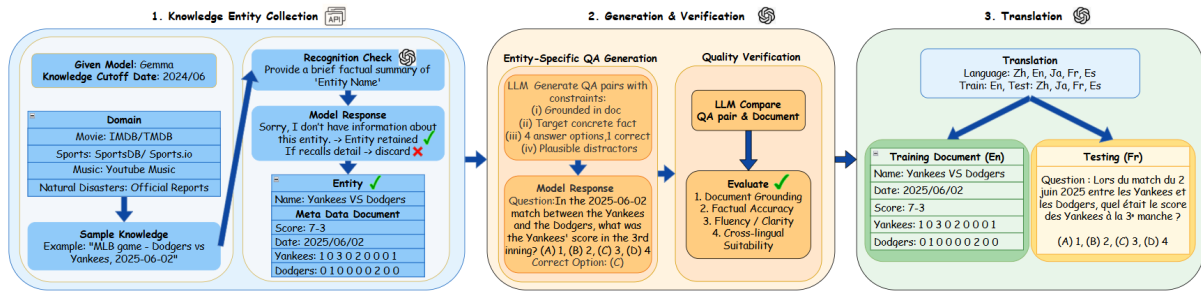 1. Knowledge Entity Collection
API
Given Model: Gemma
Knowledge Cutoff Date: 2024/06
Domain
Movie: IMDB/TMDB
Sports: SportsDB/ Sports.io
Music: Youtube Music
Natural Disasters: Official Reports
Sample Knowledge
Example: "MLB game - Dodgers vs
Yankees, 2025-06-02"
Recognition Check
Provide a brief factual summary of
'Entity Name'
Model Response
Sorry, I don't have information about
this entity. -> Entity retained
If recalls detail -> discard
Entity
Name: Yankees VS Dodgers
Meta Data Document
Score: 7-3
Date: 2025/06/02
Yankees: 1 0 3 0 2 0 0 0 1
Dodgers: 0 1 0 0 0 0 2 0 0
2. Generation & Verification
Entity-Specific QA Generation
LLM Generate QA pairs with
constraints:
(i) Grounded in doc
(ii) Target concrete fact
(iii) 4 answer options,1 correct
(iv) Plausible distractors
Model Response
Question:In the 2025-06-02
match between the Yankees
and the Dodgers, what was
the Yankees' score in the 3rd
inning? (A) 1, (B) 2, (C) 3, (D) 4
Correct Option: (C)
Quality Verification
LLM Compare
QA pair & Document
Evaluate
1. Document Grounding
2. Factual Accuracy
3. Fluency / Clarity
4. Cross-lingual
Suitability
3. Translation
Translation
Language: Zh, En, Ja, Fr, Es
Train: En, Test: Zh, Ja, Fr, Es
Training Document (En)
Name: Yankees VS Dodgers
Date: 2025/06/02
Score: 7-3
Yankees: 1 0 3 0 2 0 0 0 1
Dodgers: 0 1 0 0 0 0 2 0 0
Testing (Fr)
Question : Lors du match du 2
juin 2025 entre les Yankees et
les Dodgers, quel était le score
des Yankees à la 3ᵉ manche ?
(A) 1, (B) 2, (C) 3, (D) 4